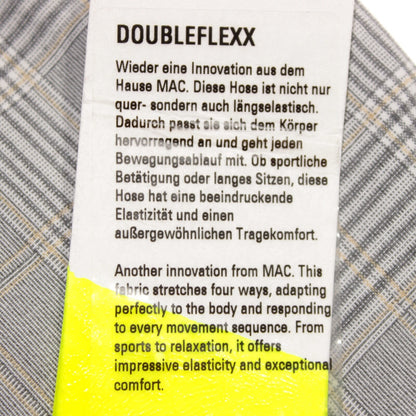 DOUBLEFLEXX
Wieder eine Innovation aus dem
Hause MAC. Diese Hose ist nicht nur
quer- sondern auch längselastisch.
Dadurch passt sie sich dem Körper
hervorragend an und geht jeden
Bewegungsablauf mit. Ob sportliche
Betätigung oder langes Sitzen, diese
Hose hat eine beeindruckende
Elastizität und einen
außergewöhnlichen Tragekomfort.
Another innovation from MAC. This
fabric stretches four ways, adapting
perfectly to the body and responding
to every movement sequence. From
sports to relaxation, it offers
impressive elasticity and exceptional
comfort.